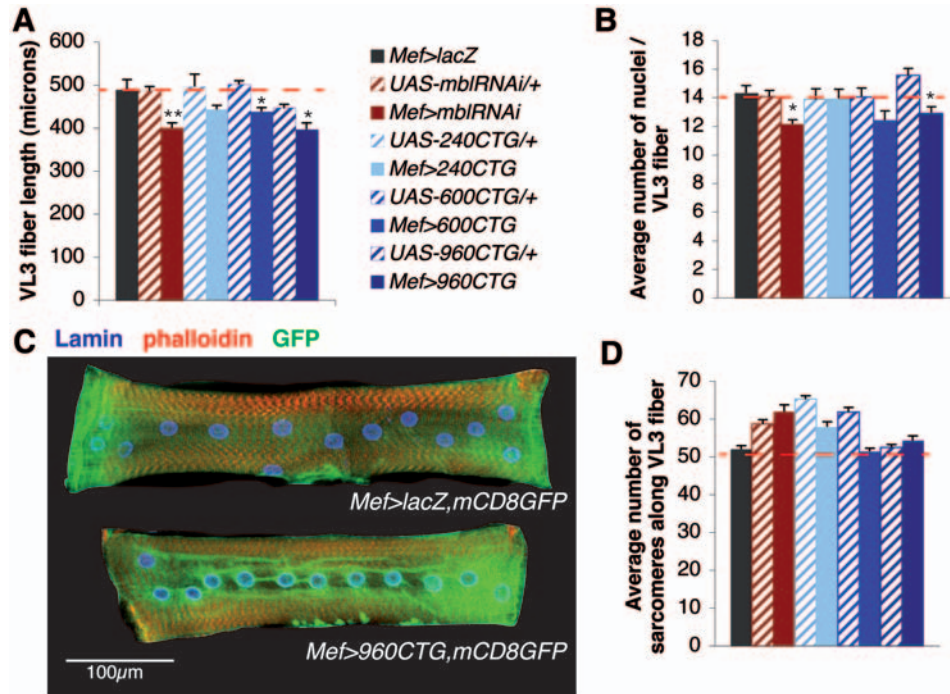 A
VL3 fiber length (microns)
600
500
400
300
200
100
0
**
*
*
Mef>lacZ
UAS-mblRNAi/+
Mef>mblRNAi
UAS-240CTG/+
Mef>240CTG
UAS-600CTG/+
Mef>600CTG
UAS-960CTG/+
Mef>960CTG
B
Average number of nuclei /
VL3 fiber
18
16
14
12
10
8
6
4
2
0
*
*
C
Lamin phalloidin GFP
Mef>lacZ,mCD8GFP
Mef>960CTG,mCD8GFP
100µm
D
Average number of
sarcomeres along VL3 fiber
70
60
50
40
30
20
10
0